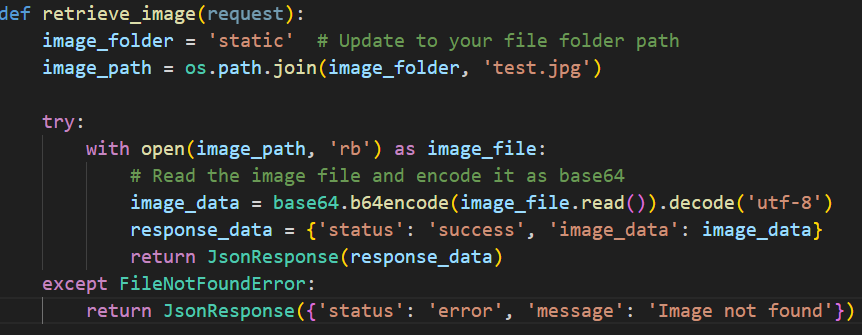 def retrieve_image(request):
    image_folder = 'static'  # Update to your file folder path
    image_path = os.path.join(image_folder, 'test.jpg')

    try:
        with open(image_path, 'rb') as image_file:
            # Read the image file and encode it as base64
            image_data = base64.b64encode(image_file.read()).decode('utf-8')
            response_data = {'status': 'success', 'image_data': image_data}
            return JsonResponse(response_data)
    except FileNotFoundError:
        return JsonResponse({'status': 'error', 'message': 'Image not found'})